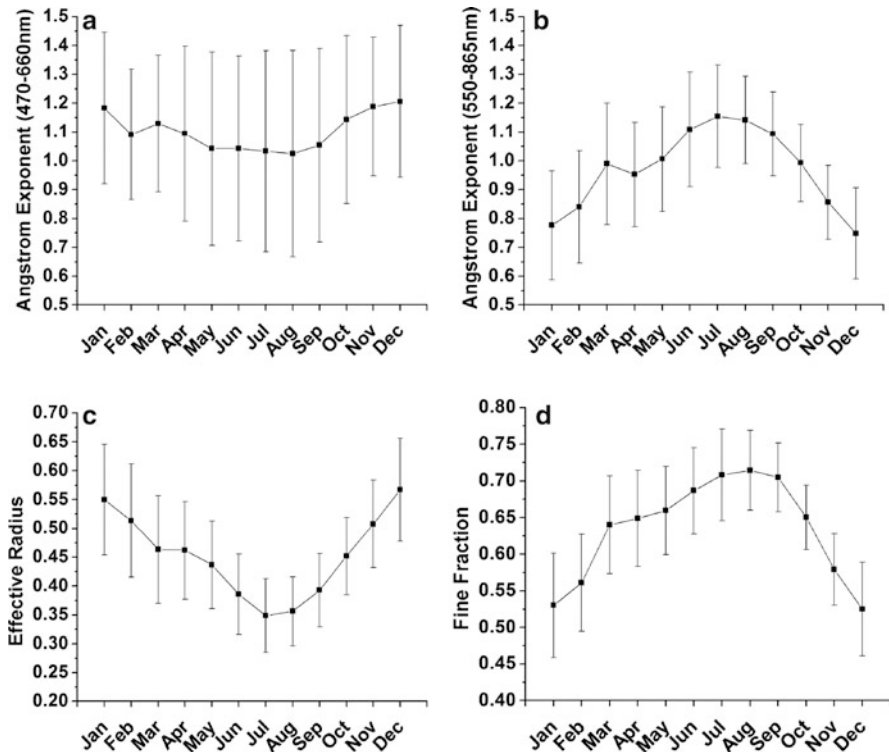 a
Angstrom Exponent (470-660nm)
1.5
1.4
1.3
1.2
1.1
1.0
0.9
0.8
0.7
0.6
0.5
Jan
Feb
Mar
Apr
May
Jun
Jul
Aug
Sep
Oct
Nov
Dec
b
Angstrom Exponent (550-865nm)
1.5
1.4
1.3
1.2
1.1
1.0
0.9
0.8
0.7
0.6
0.5
Jan
Feb
Mar
Apr
May
Jun
Jul
Aug
Sep
Oct
Nov
Dec
c
Effective Radius
0.70
0.65
0.60
0.55
0.50
0.45
0.40
0.35
0.30
0.25
0.20
Jan
Feb
Mar
Apr
May
Jun
Jul
Aug
Sep
Oct
Nov
Dec
d
Fine Fraction
0.80
0.75
0.70
0.65
0.60
0.55
0.50
0.45
0.40
Jan
Feb
Mar
Apr
May
Jun
Jul
Aug
Sep
Oct
Nov
Dec